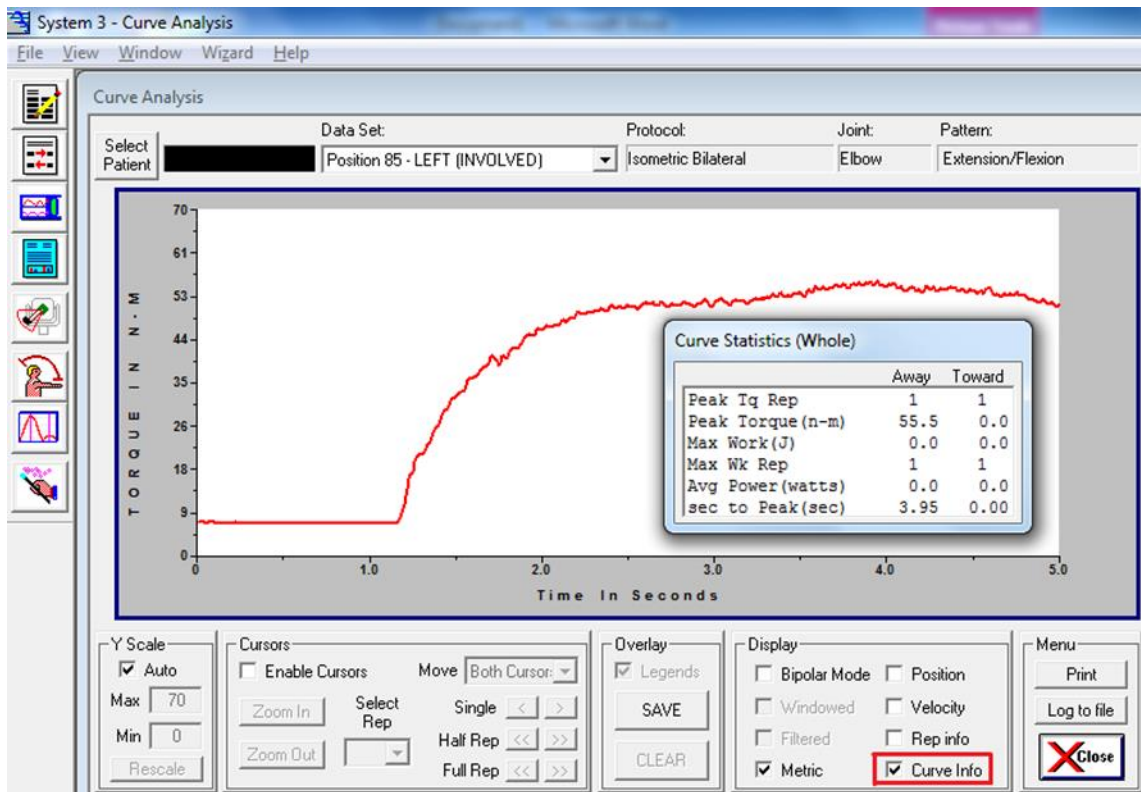 System 3 - Curve Analysis
File View Window Wizard Help
Curve Analysis
Select Patient
Data Set:
Position 85 - LEFT (INVOLVED)
Protocol:
Isometric Bilateral
Joint:
Elbow
Pattern:
Extension/Flexion
TORQUE IN N-M
70
61
53
44
35
26
18
9
0
0 1.0 2.0 3.0 4.0 5.0
Time In Seconds
Curve Statistics (Whole)
Away Toward
Peak Tq Rep 1 1
Peak Torque(n-m) 55.5 0.0
Max Work(J) 0.0 0.0
Max Wk Rep 1 1
Avg Power(watts) 0.0 0.0
sec to Peak(sec) 3.95 0.00
Y Scale
Auto
Max 70
Min 0
Rescale
Cursors
Enable Cursors
Move Both Cursor:
Zoom In
Zoom Out
Select
Rep
Single < >
Half Rep << >>
Full Rep << >>
Overlay
Legends
SAVE
CLEAR
Display
Bipolar Mode
Position
Windowed
Velocity
Filtered
Rep info
Metric
Curve Info
Menu
Print
Log to file
Close